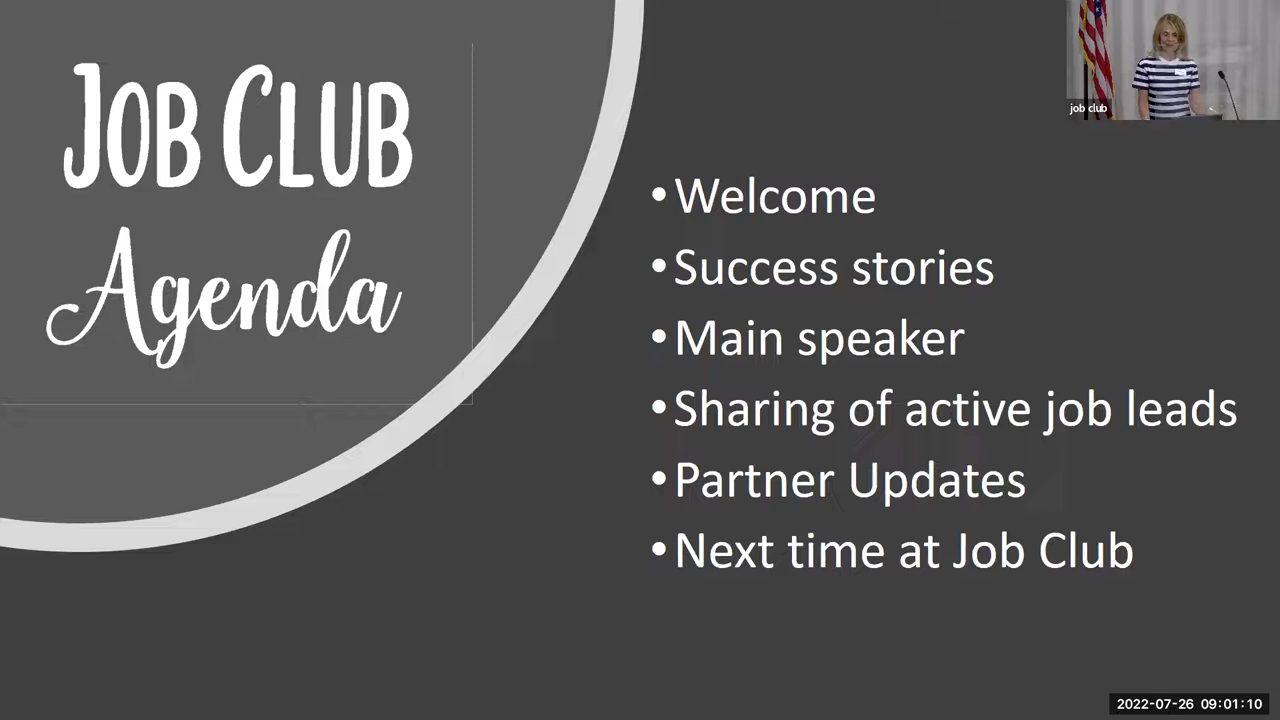 JOB CLUB
Agenda
• Welcome
• Success stories
• Main speaker
• Sharing of active job leads
• Partner Updates
• Next time at Job Club
job club
2022-07-26 09:01:10